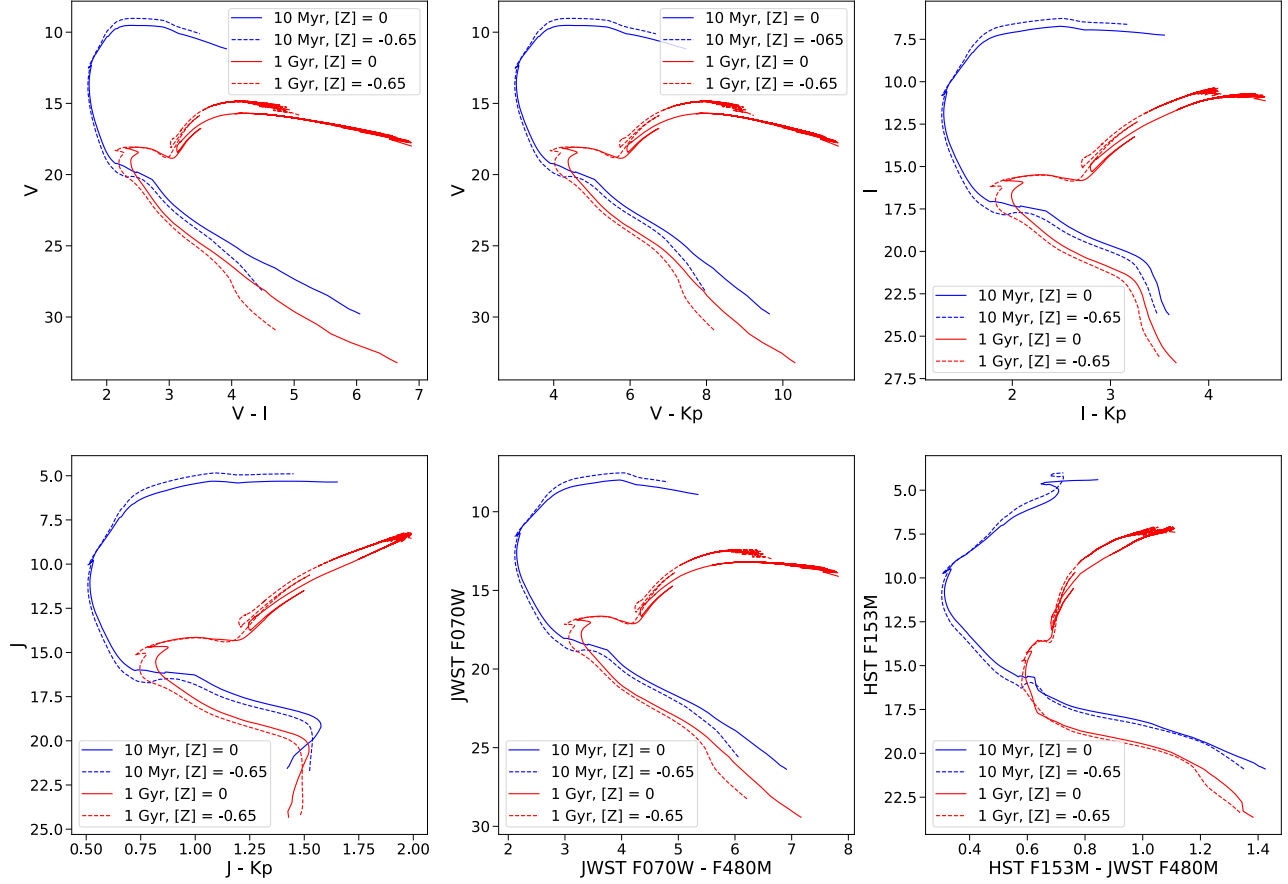 10 Myr, [Z] = 0
10 Myr, [Z] = -0.65
1 Gyr, [Z] = 0
1 Gyr, [Z] = -0.65
10
15
20
25
30
V
2 3 4 5 6 7
V - I
10 Myr, [Z] = 0
10 Myr, [Z] = -065
1 Gyr, [Z] = 0
1 Gyr, [Z] = -0.65
10
15
20
25
30
V
4 6 8 10
V - Kp
7.5
10.0
12.5
15.0
17.5
20.0
22.5
25.0
27.5
I
10 Myr, [Z] = 0
10 Myr, [Z] = -0.65
1 Gyr, [Z] = 0
1 Gyr, [Z] = -0.65
2 3 4
I - Kp
5.0
7.5
10.0
12.5
15.0
17.5
20.0
22.5
25.0
J
10 Myr, [Z] = 0
10 Myr, [Z] = -0.65
1 Gyr, [Z] = 0
1 Gyr, [Z] = -0.65
0.50 0.75 1.00 1.25 1.50 1.75 2.00
J - Kp
10
15
20
25
30
JWST F070W
10 Myr, [Z] = 0
10 Myr, [Z] = -0.65
1 Gyr, [Z] = 0
1 Gyr, [Z] = -0.65
2 3 4 5 6 7 8
JWST F070W - F480M
5.0
7.5
10.0
12.5
15.0
17.5
20.0
22.5
HST F153M
10 Myr, [Z] = 0
10 Myr, [Z] = -0.65
1 Gyr, [Z] = 0
1 Gyr, [Z] = -0.65
0.4 0.6 0.8 1.0 1.2 1.4
HST F153M - JWST F480M